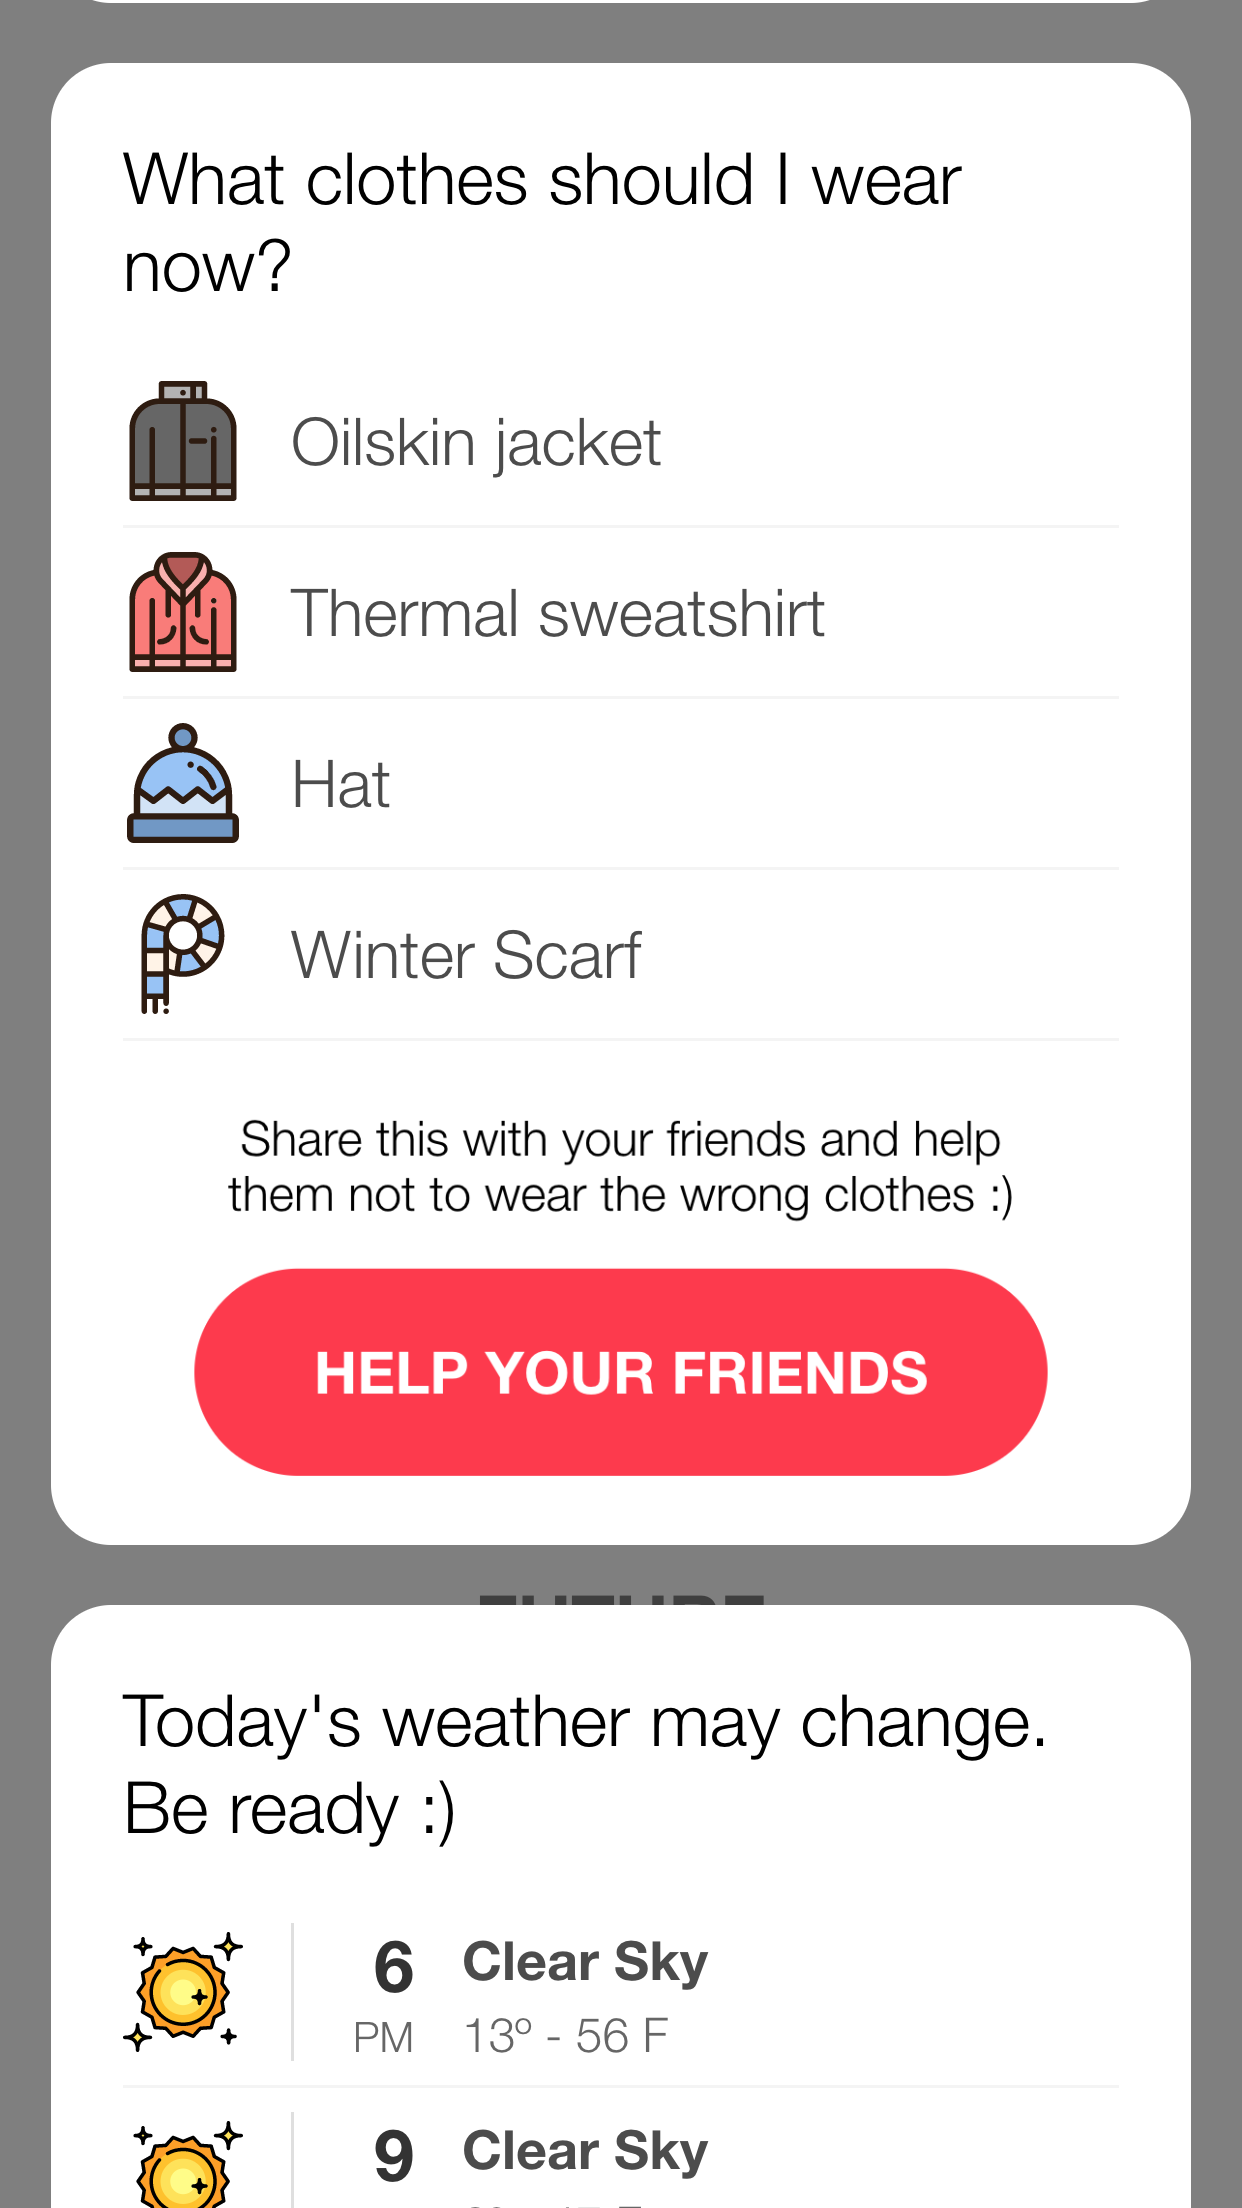 What clothes should I wear
now?
Oilskin jacket
Thermal sweatshirt
Hat
Winter Scarf
Share this with your friends and help
them not to wear the wrong clothes :)
HELP YOUR FRIENDS
Today's weather may change.
Be ready :)
6 Clear Sky
PM 13º - 56 F
9 Clear Sky